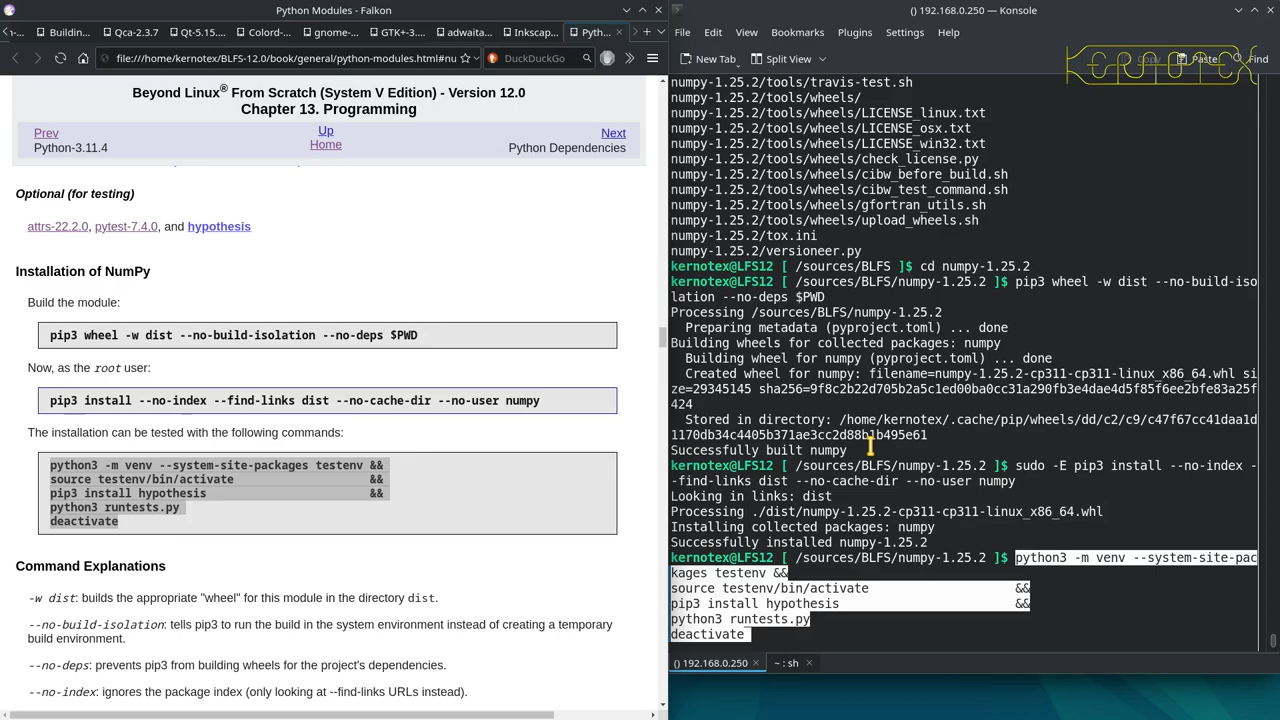 Python Modules - Falkon
() 192.168.0.250 — Konsole
n-...
Building...
Qca-2.3.7
Qt-5.15....
Colord-...
gnome-...
GTK+-3....
adwaita...
Inkscap...
Pyth...
file:///home/kernotex/BLFS-12.0/book/general/python-modules.html#nu
DuckDuckGo
Beyond Linux® From Scratch (System V Edition) - Version 12.0
Chapter 13. Programming
Prev
Up
Next
Python-3.11.4
Home
Python Dependencies
Optional (for testing)
attrs-22.2.0, pytest-7.4.0, and hypothesis
Installation of NumPy
Build the module:
pip3 wheel -w dist --no-build-isolation --no-deps $PWD
Now, as the root user:
pip3 install --no-index --find-links dist --no-cache-dir --no-user numpy
The installation can be tested with the following commands:
python3 -m venv --system-site-packages testenv &&
source testenv/bin/activate &&
pip3 install hypothesis &&
python3 runtests.py
deactivate
Command Explanations
-w dist: builds the appropriate "wheel" for this module in the directory dist.
--no-build-isolation: tells pip3 to run the build in the system environment instead of creating a temporary
build environment.
--no-deps: prevents pip3 from building wheels for the project's dependencies.
--no-index: ignores the package index (only looking at --find-links URLs instead).
File Edit View Bookmarks Plugins Settings Help
New Tab Split View Copy Paste Find
KERNOTEX
numpy-1.25.2/tools/travis-test.sh
numpy-1.25.2/tools/wheels/
numpy-1.25.2/tools/wheels/LICENSE_linux.txt
numpy-1.25.2/tools/wheels/LICENSE_osx.txt
numpy-1.25.2/tools/wheels/LICENSE_win32.txt
numpy-1.25.2/tools/wheels/check_license.py
numpy-1.25.2/tools/wheels/cibw_before_build.sh
numpy-1.25.2/tools/wheels/cibw_test_command.sh
numpy-1.25.2/tools/wheels/gfortran_utils.sh
numpy-1.25.2/tools/wheels/upload_wheels.sh
numpy-1.25.2/tox.ini
numpy-1.25.2/versioneer.py
kernotex@LFS12 [ /sources/BLFS ]$ cd numpy-1.25.2
kernotex@LFS12 [ /sources/BLFS/numpy-1.25.2 ]$ pip3 wheel -w dist --no-build-iso
lation --no-deps $PWD
Processing /sources/BLFS/numpy-1.25.2
Preparing metadata (pyproject.toml) ... done
Building wheels for collected packages: numpy
Building wheel for numpy (pyproject.toml) ... done
Created wheel for numpy: filename=numpy-1.25.2-cp311-cp311-linux_x86_64.whl si
ze=29345145 sha256=9f8c2b22d705b2a5c1ed00ba0cc31a290fb3e4dae4d5f85f6ee2bfe83a25f
424
Stored in directory: /home/kernotex/.cache/pip/wheels/dd/c2/c9/c47f67cc41daa1d
1170db34c4405b371ae3cc2d88b1b495e61
Successfully built numpy
kernotex@LFS12 [ /sources/BLFS/numpy-1.25.2 ]$ sudo -E pip3 install --no-index -
-find-links dist --no-cache-dir --no-user numpy
Looking in links: dist
Processing ./dist/numpy-1.25.2-cp311-cp311-linux_x86_64.whl
Installing collected packages: numpy
Successfully installed numpy-1.25.2
kernotex@LFS12 [ /sources/BLFS/numpy-1.25.2 ]$ python3 -m venv --system-site-pac
kages testenv &&
source testenv/bin/activate &&
pip3 install hypothesis &&
python3 runtests.py
deactivate
() 192.168.0.250
~ : sh